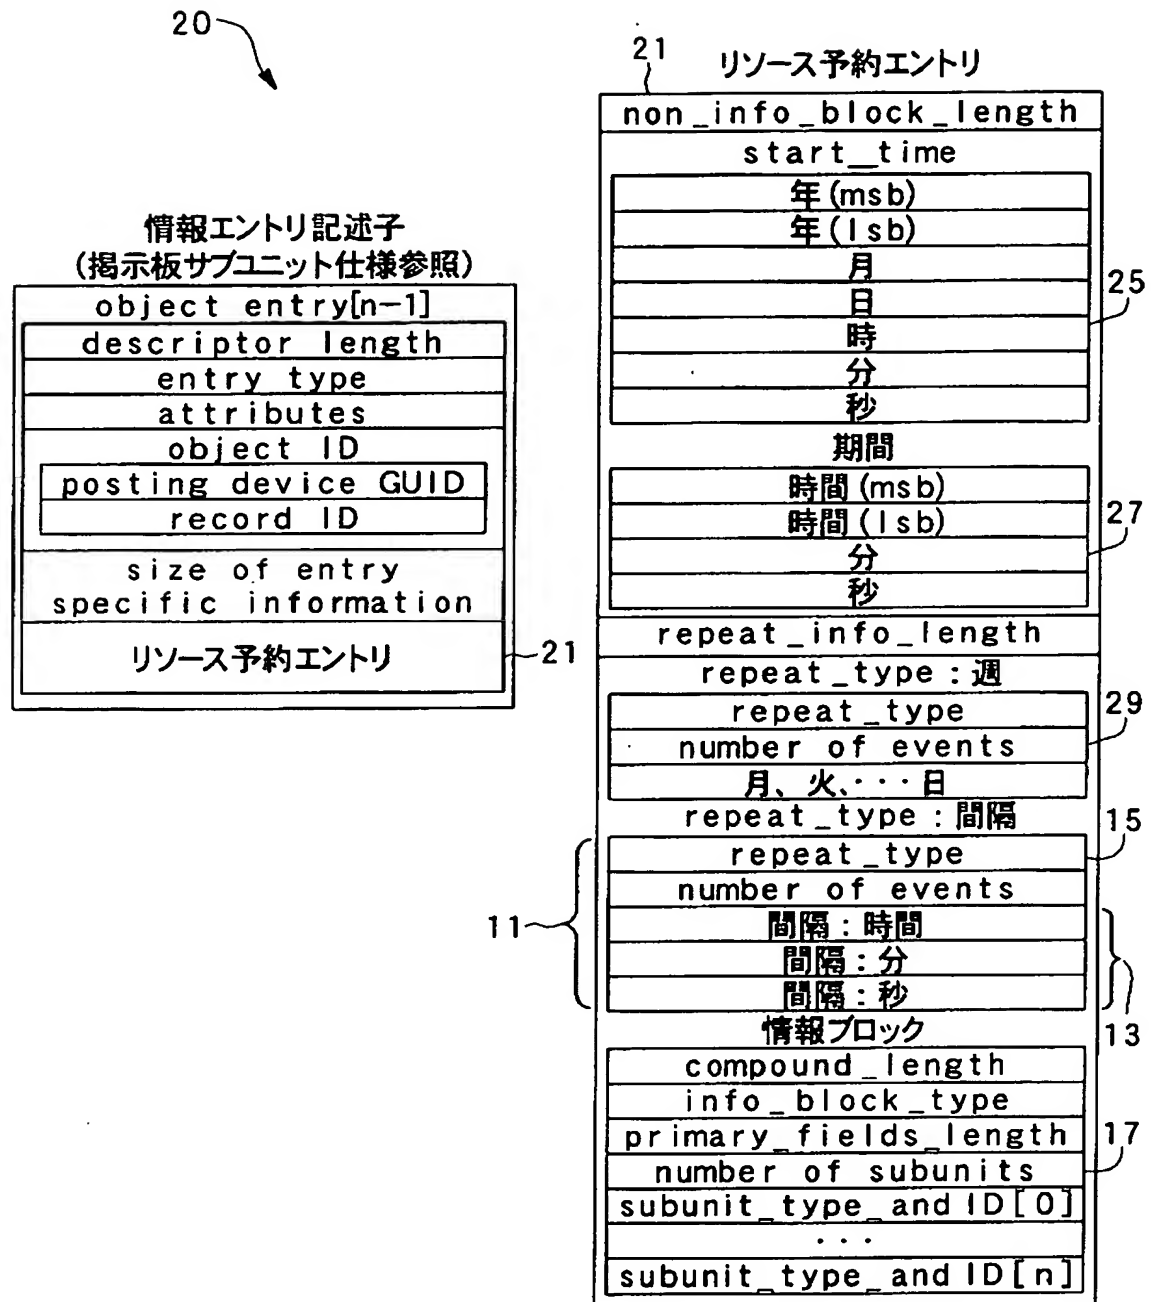 20
情報エントリ記述子
(掲示板サブユニット仕様参照)
object entry[n-1]
descriptor length
entry type
attributes
object ID
posting device GUID
record ID
size of entry
specific information
リソース予約エントリ
21
21
リソース予約エントリ
non_info_block_length
start_time
年(msb)
年(lsb)
月
日
時
分
秒
25
期間
時間(msb)
時間(lsb)
分
秒
27
repeat_info_length
repeat_type:週
repeat_type
number of events
月、火、・・・日
29
repeat_type:間隔
15
repeat_type
number of events
間隔:時間
間隔:分
間隔:秒
11
13
情報ブロック
compound_length
info_block_type
primary_fields_length
number of subunits
subunit_type_and ID[0]
・・・
subunit_type_and ID[n]
17